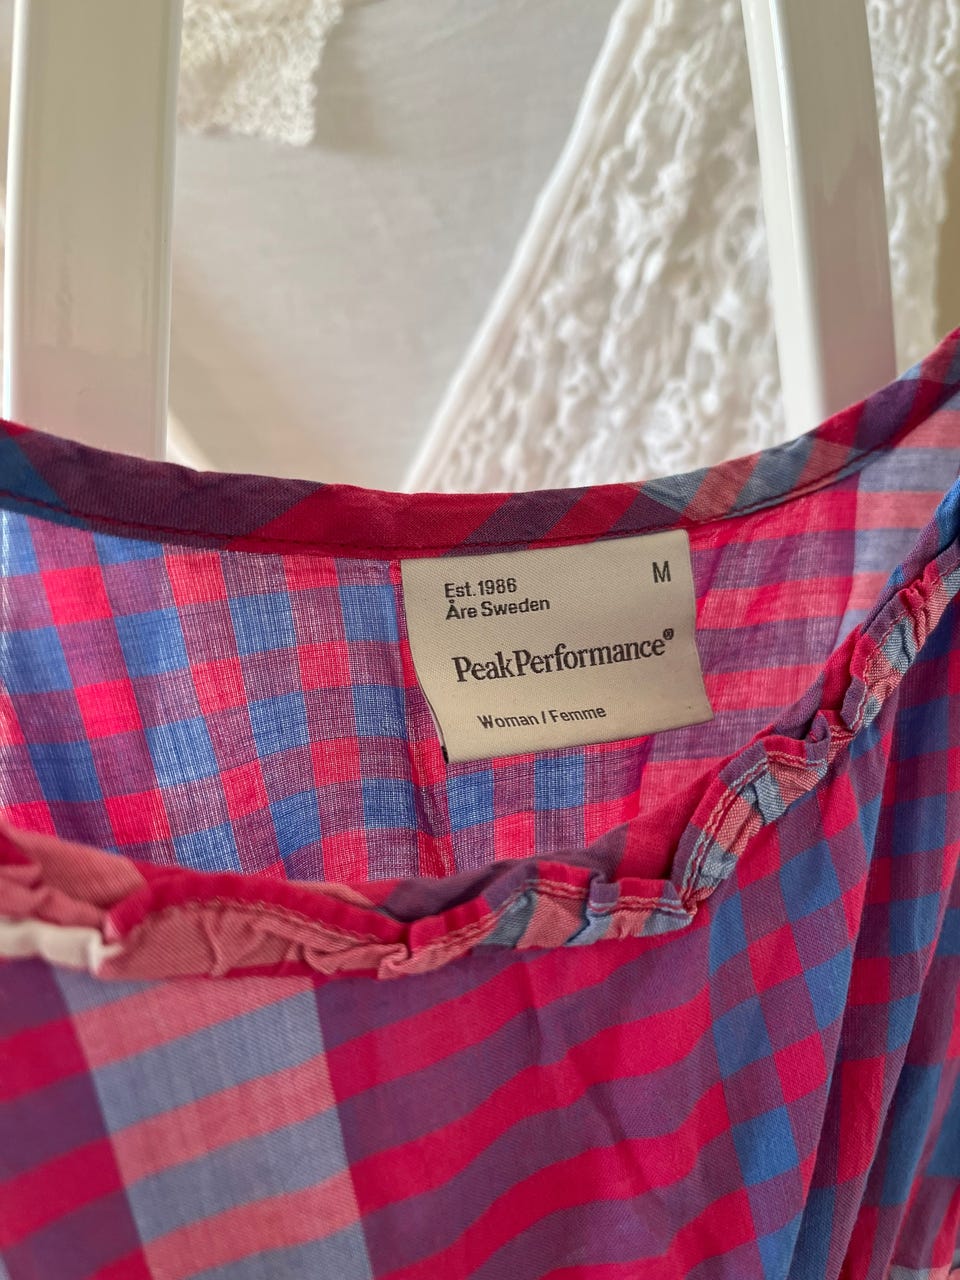 Est.1986
Åre Sweden
M
PeakPerformance®
Woman / Femme